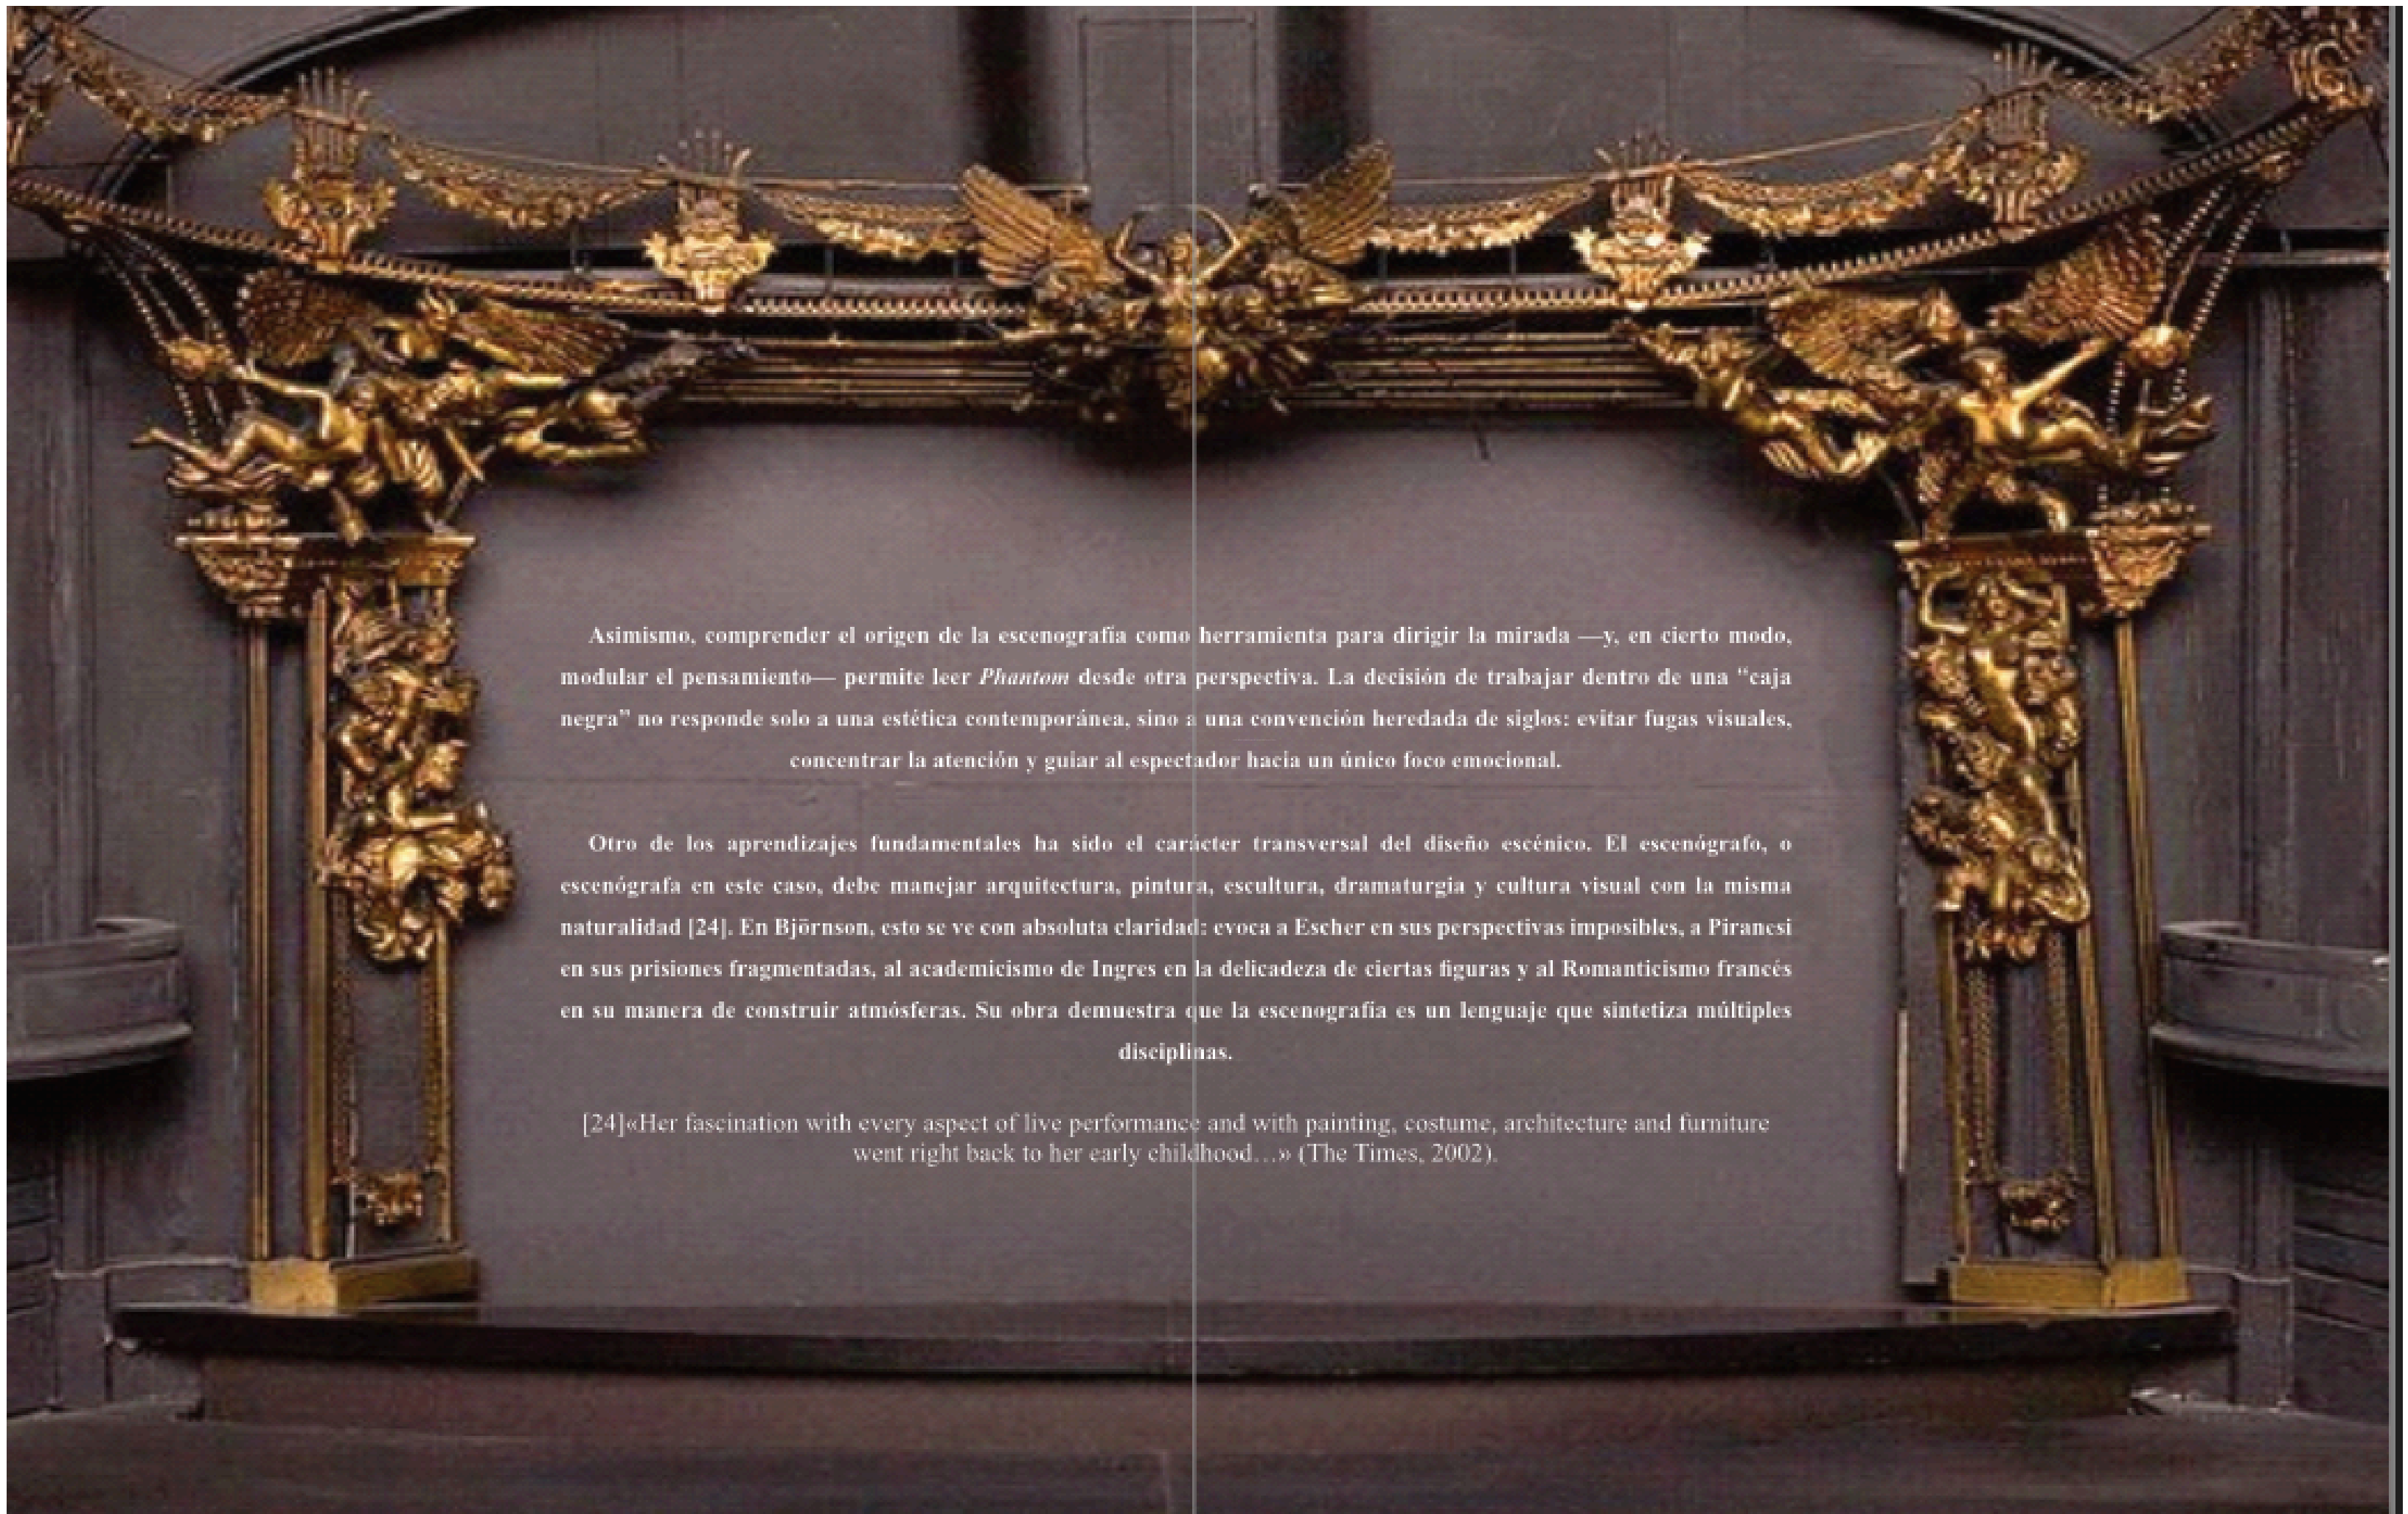 Asimismo, comprender el origen de la escenografía como herramienta para dirigir la mirada —y, en cierto modo,
modular el pensamiento— permite leer Phantom desde otra perspectiva. La decisión de trabajar dentro de una “caja
negra” no responde solo a una estética contemporánea, sino a una convención heredada de siglos: evitar fugas visuales,
concentrar la atención y guiar al espectador hacia un único foco emocional.
Otro de los aprendizajes fundamentales ha sido el carácter transversal del diseño escénico. El escenógrafo, o
escenógrafa en este caso, debe manejar arquitectura, pintura, escultura, dramaturgia y cultura visual con la misma
naturalidad [24]. En Björnson, esto se ve con absoluta claridad: evoca a Escher en sus perspectivas imposibles, a Piranesi
en sus prisiones fragmentadas, al academicismo de Ingres en la delicadeza de ciertas figuras y al Romanticismo francés
en su manera de construir atmósferas. Su obra demuestra que la escenografía es un lenguaje que sintetiza múltiples
disciplinas.
[24]«Her fascination with every aspect of live performance and with painting, costume, architecture and furniture
went right back to her early childhood…» (The Times, 2002).